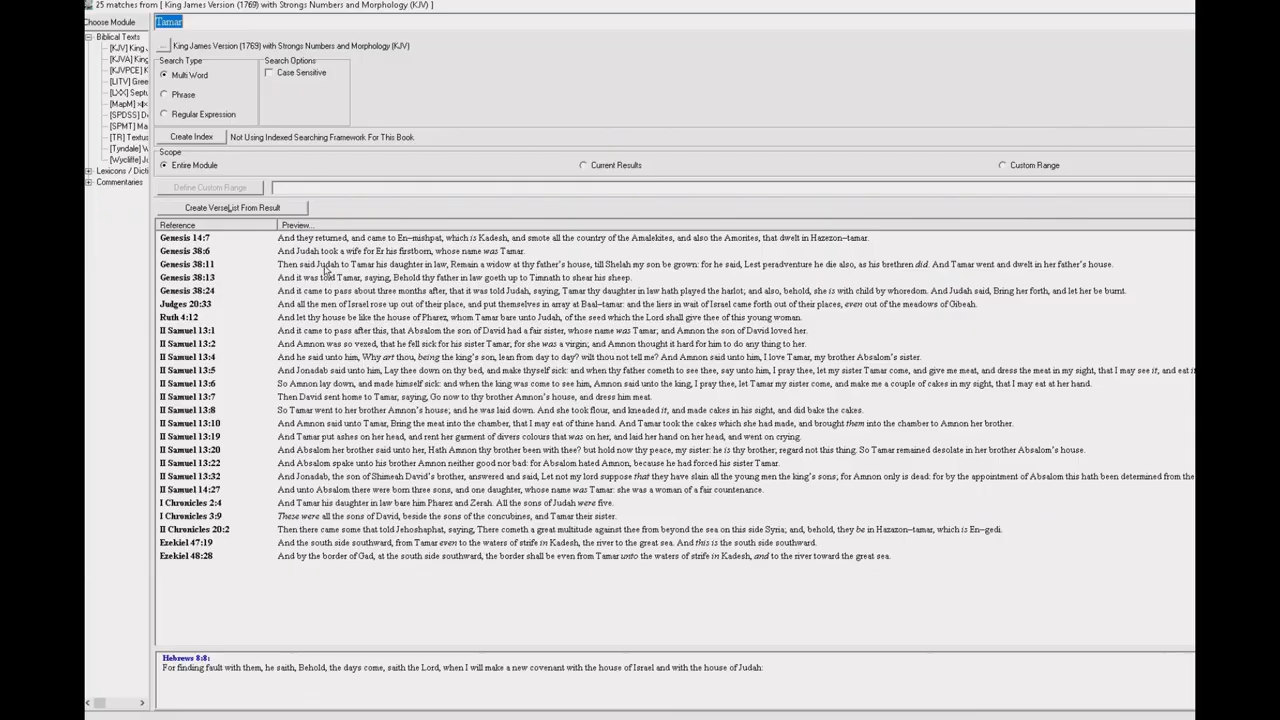 25 matches from [ King James Version (1769) with Strongs Numbers and Morphology (KJV) ]
Choose Module
Tamar
Biblical Texts
[KJV] King J
[KJVA] King
[KJVPCE] K
[LITV] Gree
[LXX] Septu
[MapM]
[SPDSS] D
[SPMT] Ma
[TR] Textus
[Tyndale] W
[Wycliffe] J
Lexicons / Dicti
Commentaries
... King James Version (1769) with Strongs Numbers and Morphology (KJV)
Search Type
Search Options
Multi Word
Case Sensitive
Phrase
Regular Expression
Create Index Not Using Indexed Searching Framework For This Book.
Scope
Entire Module Current Results Custom Range
Define Custom Range
Create VerseList From Result
Reference Preview...
Genesis 14:7 And they returned, and came to En-mishpat, which is Kadesh, and smote all the country of the Amalekites, and also the Amorites, that dwelt in Hazezon-tamar.
Genesis 38:6 And Judah took a wife for Er his firstborn, whose name was Tamar.
Genesis 38:11 Then said Judah to Tamar his daughter in law, Remain a widow at thy father's house, till Shelah my son be grown: for he said, Lest peradventure he die also, as his brethren did. And Tamar went and dwelt in her father's house.
Genesis 38:13 And it was told Tamar, saying, Behold thy father in law goeth up to Timnath to shear his sheep.
Genesis 38:24 And it came to pass about three months after, that it was told Judah, saying, Tamar thy daughter in law hath played the harlot; and also, behold, she is with child by whoredom. And Judah said, Bring her forth, and let her be burnt.
Judges 20:33 And all the men of Israel rose up out of their place, and put themselves in array at Baal-tamar: and the liers in wait of Israel came forth out of their places, even out of the meadows of Gibeah.
Ruth 4:12 And let thy house be like the house of Pharez, whom Tamar bare unto Judah, of the seed which the Lord shall give thee of this young woman.
II Samuel 13:1 And it came to pass after this, that Absalom the son of David had a fair sister, whose name was Tamar; and Amnon the son of David loved her.
II Samuel 13:2 And Amnon was so vexed, that he fell sick for his sister Tamar; for she was a virgin; and Amnon thought it hard for him to do any thing to her.
II Samuel 13:4 And he said unto him, Why art thou, being the king's son, lean from day to day? wilt thou not tell me? And Amnon said unto him, I love Tamar, my brother Absalom's sister.
II Samuel 13:5 And Jonadab said unto him, Lay thee down on thy bed, and make thyself sick: and when thy father cometh to see thee, say unto him, I pray thee, let my sister Tamar come, and give me meat, and dress the meat in my sight, that I may see it, and eat it
II Samuel 13:6 So Amnon lay down, and made himself sick: and when the king was come to see him, Amnon said unto the king, I pray thee, let Tamar my sister come, and make me a couple of cakes in my sight, that I may eat at her hand.
II Samuel 13:7 Then David sent home to Tamar, saying, Go now to thy brother Amnon's house, and dress him meat.
II Samuel 13:8 So Tamar went to her brother Amnon's house; and he was laid down. And she took flour, and kneaded it, and made cakes in his sight, and did bake the cakes.
II Samuel 13:10 And Amnon said unto Tamar, Bring the meat into the chamber, that I may eat of thine hand. And Tamar took the cakes which she had made, and brought them into the chamber to Amnon her brother.
II Samuel 13:19 And Tamar put ashes on her head, and rent her garment of divers colours that was on her, and laid her hand on her head, and went on crying.
II Samuel 13:20 And Absalom her brother said unto her, Hath Amnon thy brother been with thee? but hold now thy peace, my sister: he is thy brother; regard not this thing. So Tamar remained desolate in her brother Absalom's house.
II Samuel 13:22 And Absalom spake unto his brother Amnon neither good nor bad: for Absalom hated Amnon, because he had forced his sister Tamar.
II Samuel 13:32 And Jonadab, the son of Shimeah David's brother, answered and said, Let not my lord suppose that they have slain all the young men the king's sons; for Amnon only is dead: for by the appointment of Absalom this hath been determined from the
II Samuel 14:27 And unto Absalom there were born three sons, and one daughter, whose name was Tamar: she was a woman of a fair countenance.
I Chronicles 2:4 And Tamar his daughter in law bare him Pharez and Zerah. All the sons of Judah were five.
I Chronicles 3:9 These were all the sons of David, beside the sons of the concubines, and Tamar their sister.
II Chronicles 20:2 Then there came some that told Jehoshaphat, saying, There cometh a great multitude against thee from beyond the sea on this side Syria; and, behold, they be in Hazazon-tamar, which is En-gedi.
Ezekiel 47:19 And the south side southward, from Tamar even to the waters of strife in Kadesh, the river to the great sea. And this is the south side southward.
Ezekiel 48:28 And by the border of Gad, at the south side southward, the border shall be even from Tamar unto the waters of strife in Kadesh, and to the river toward the great sea.
Hebrews 8:8:
For finding fault with them, he saith, Behold, the days come, saith the Lord, when I will make a new covenant with the house of Israel and with the house of Judah: